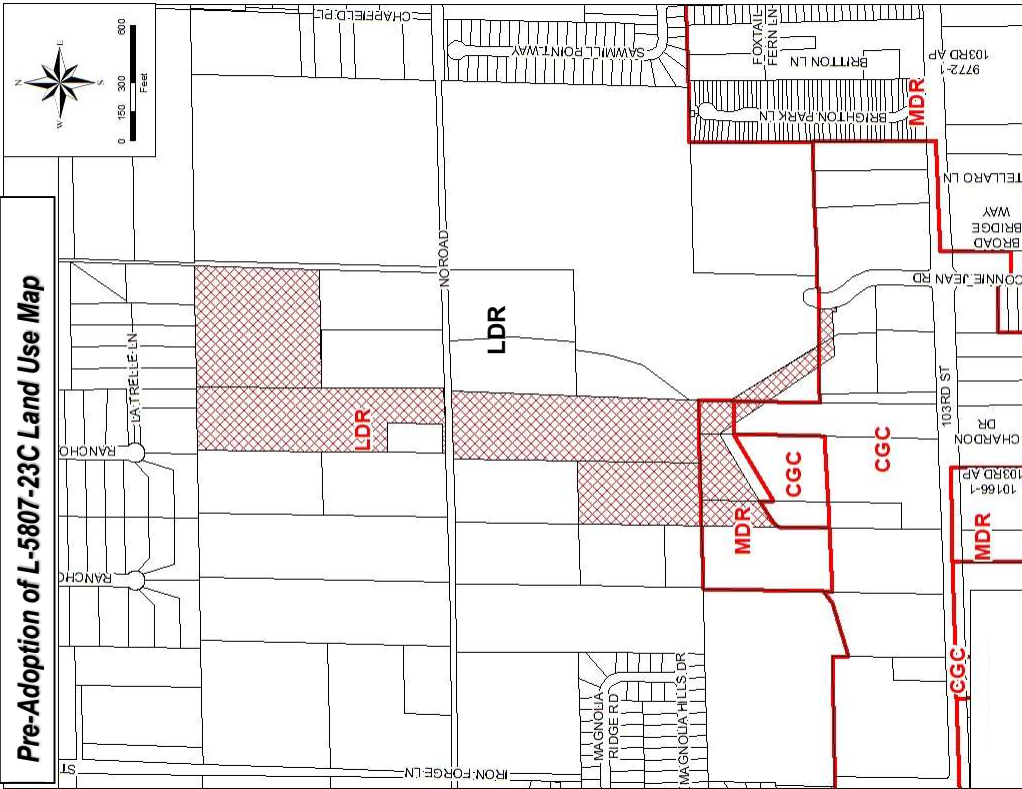 Pre-Adoption of L-5807-23C Land Use Map
N
E
S
W
0 150 300 600
Feet
CHARFIELD PL
SAWMILL POINT WAY
FOXTAIL
FERN LN
BRITTON LN
BRIGHTON PARK LN
MDR
9772-1
103RD AP
TELLARO LN
BROAD
BRIDGE
WAY
CONNIE JEAN RD
NO ROAD
LDR
LA TRELLE LN
RANCHO
RANCHO
LDR
CGC
CGC
MDR
103RD ST
CHARDON
DR
10166-1
103RD AP
MDR
CGC
MAGNOLIA
RIDGE RD
MAGNOLIA HILLS DR
IRON FORGE LN
ST